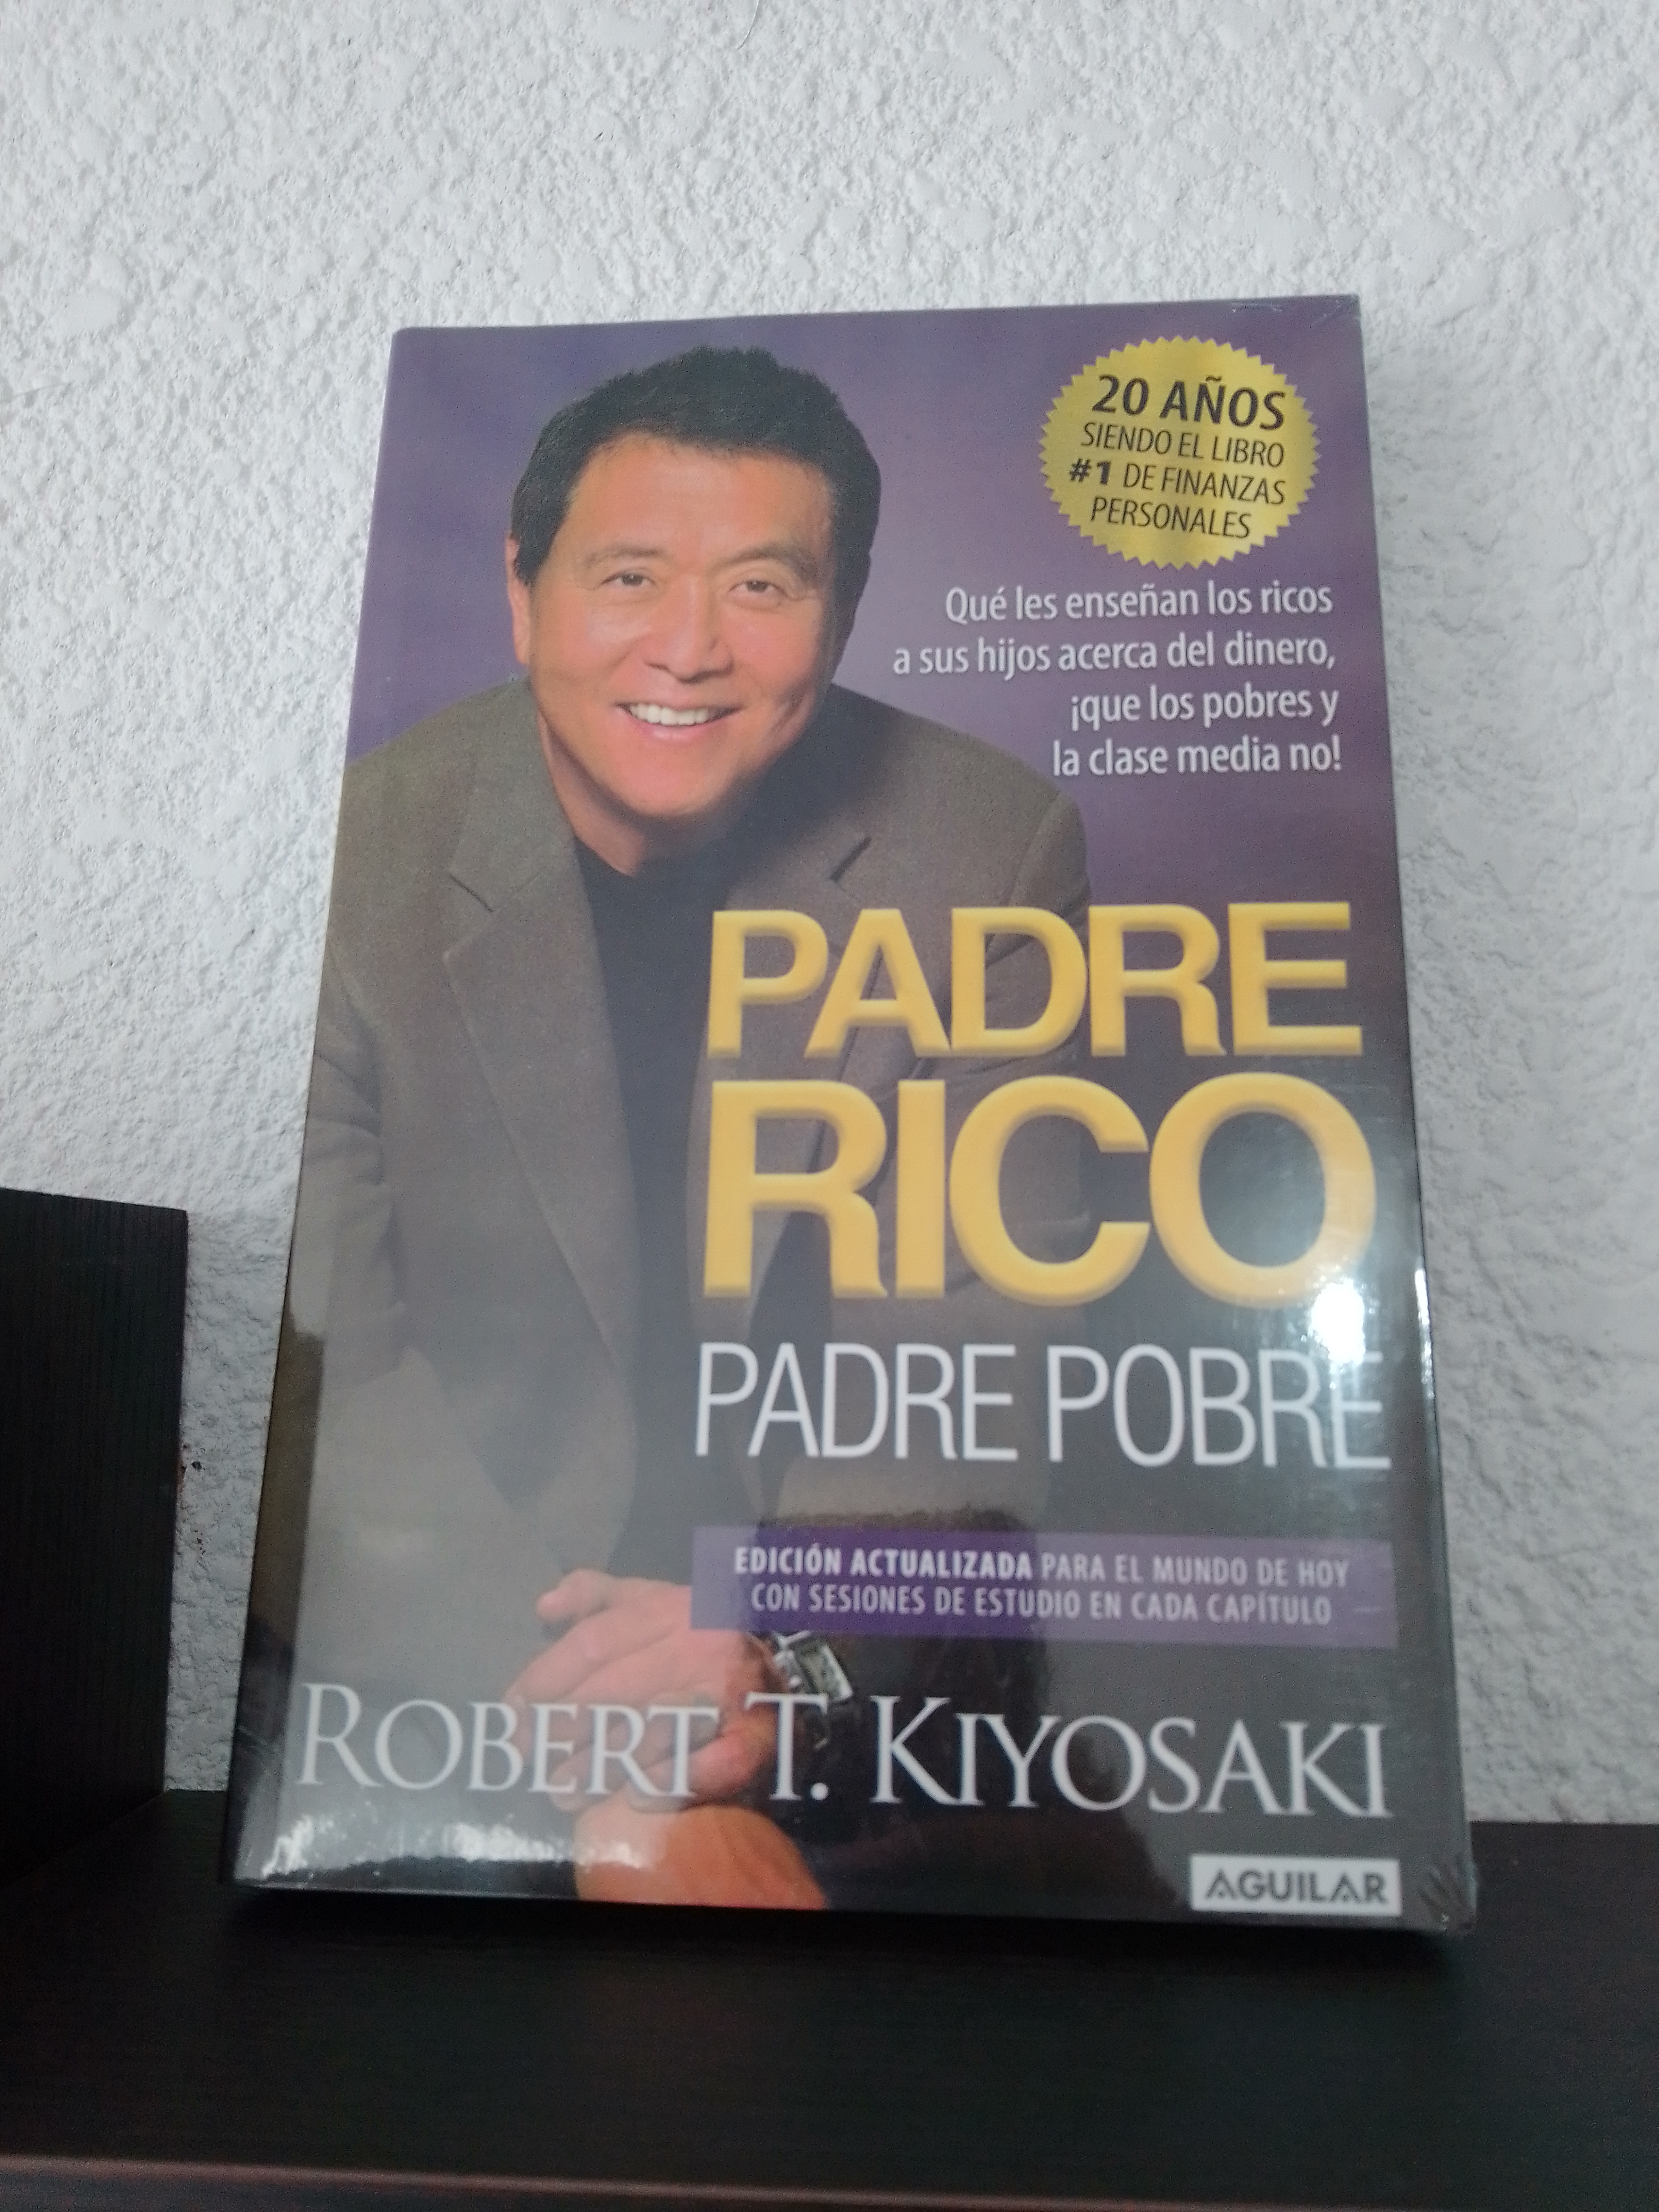 20 AÑOS
SIENDO EL LIBRO
#1 DE FINANZAS
PERSONALES
Qué les enseñan los ricos
a sus hijos acerca del dinero,
¡que los pobres y
la clase media no!
PADRE
RICO
PADRE POBRE
EDICIÓN ACTUALIZADA PARA EL MUNDO DE HOY
CON SESIONES DE ESTUDIO EN CADA CAPÍTULO
ROBERT T. KIYOSAKI
AGUILAR